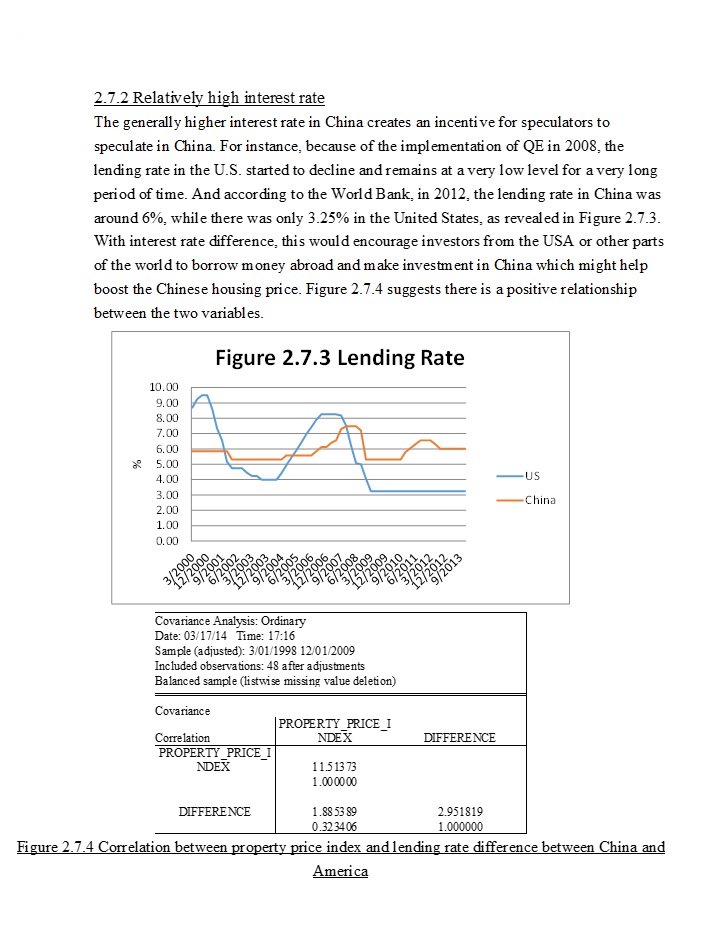 2.7.2 Relatively high interest rate
The generally higher interest rate in China creates an incentive for speculators to
speculate in China. For instance, because of the implementation of QE in 2008, the
lending rate in the U.S. started to decline and remains at a very low level for a very long
period of time. And according to the World Bank, in 2012, the lending rate in China was
around 6%, while there was only 3.25% in the United States, as revealed in Figure 2.7.3.
With interest rate difference, this would encourage investors from the USA or other parts
of the world to borrow money abroad and make investment in China which might help
boost the Chinese housing price. Figure 2.7.4 suggests there is a positive relationship
between the two variables.
Figure 2.7.3 Lending Rate
10.00
9.00
8.00
7.00
6.00
5.00
4.00
3.00
2.00
1.00
0.00
%
US
China
3/2000
12/2000
9/2001
6/2002
3/2003
12/2003
9/2004
6/2005
3/2006
12/2006
9/2007
6/2008
3/2009
12/2009
9/2010
6/2011
3/2012
12/2012
9/2013
Covariance Analysis: Ordinary
Date: 03/17/14 Time: 17:16
Sample (adjusted): 3/01/1998 12/01/2009
Included observations: 48 after adjustments
Balanced sample (listwise missing value deletion)
Covariance
PROPERTY_PRICE_I
Correlation NDEX DIFFERENCE
PROPERTY_PRICE_I
NDEX 11.51373
1.000000
DIFFERENCE 1.885389 2.951819
0.323406 1.000000
Figure 2.7.4 Correlation between property price index and lending rate difference between China and
America